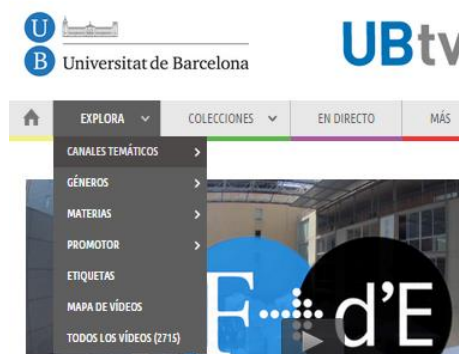 U
B
Universitat de Barcelona
UBtv
EXPLORA
COLECCIONES
EN DIRECTO
MÁS
CANALES TEMÁTICOS
GÉNEROS
MATERIAS
PROMOTOR
ETIQUETAS
MAPA DE VÍDEOS
TODOS LOS VÍDEOS (2715)
F d'E